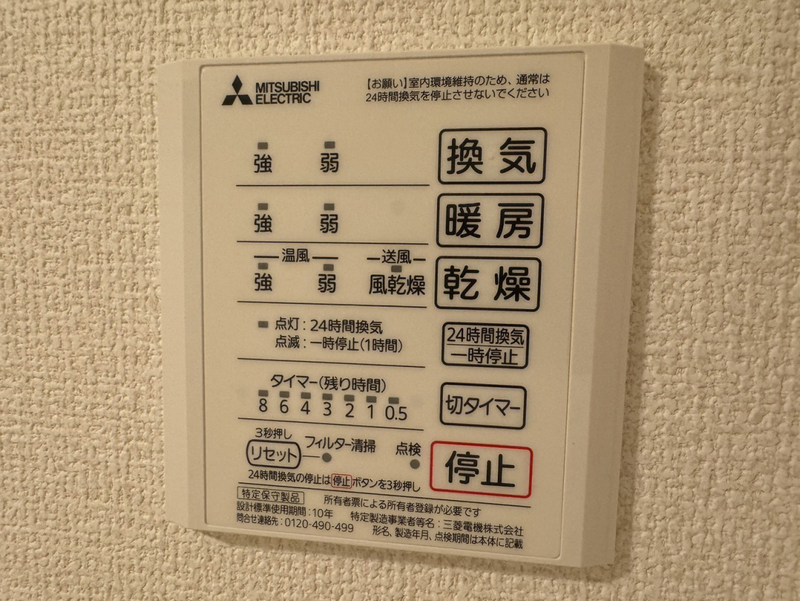 MITSUBISHI
ELECTRIC
【お願い】室内環境維持のため、通常は
24時間換気を停止させないでください
強 弱 換気
強 弱 暖房
温風 送風
強 弱 風乾燥 乾燥
点灯:24時間換気
点滅:一時停止(1時間)
24時間換気
一時停止
タイマー(残り時間)
8 6 4 3 2 1 0.5
切タイマー
3秒押し
リセット フィルター清掃 点検
停止
24時間換気の停止は停止ボタンを3秒押し
特定保守製品 所有者票による所有者登録が必要です
設計標準使用期間:10年 特定製造事業者等名:三菱電機株式会社
問合せ連絡先:0120-490-499 形名、製造年月、点検期間は本体に記載